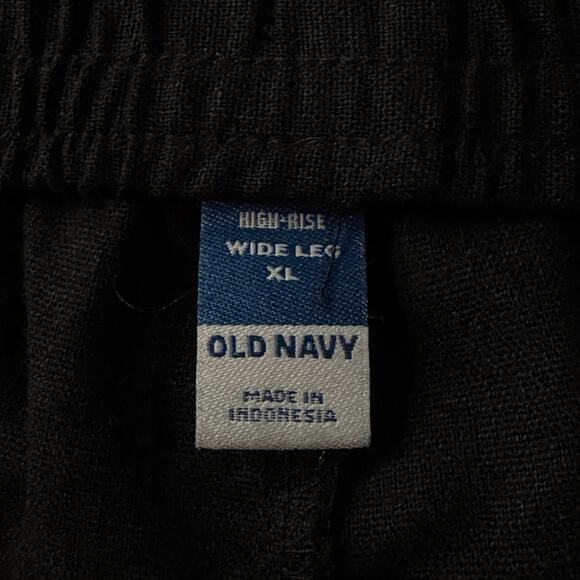 HIGH-RISE
WIDE LEG
XL
OLD NAVY
MADE IN
INDONESIA